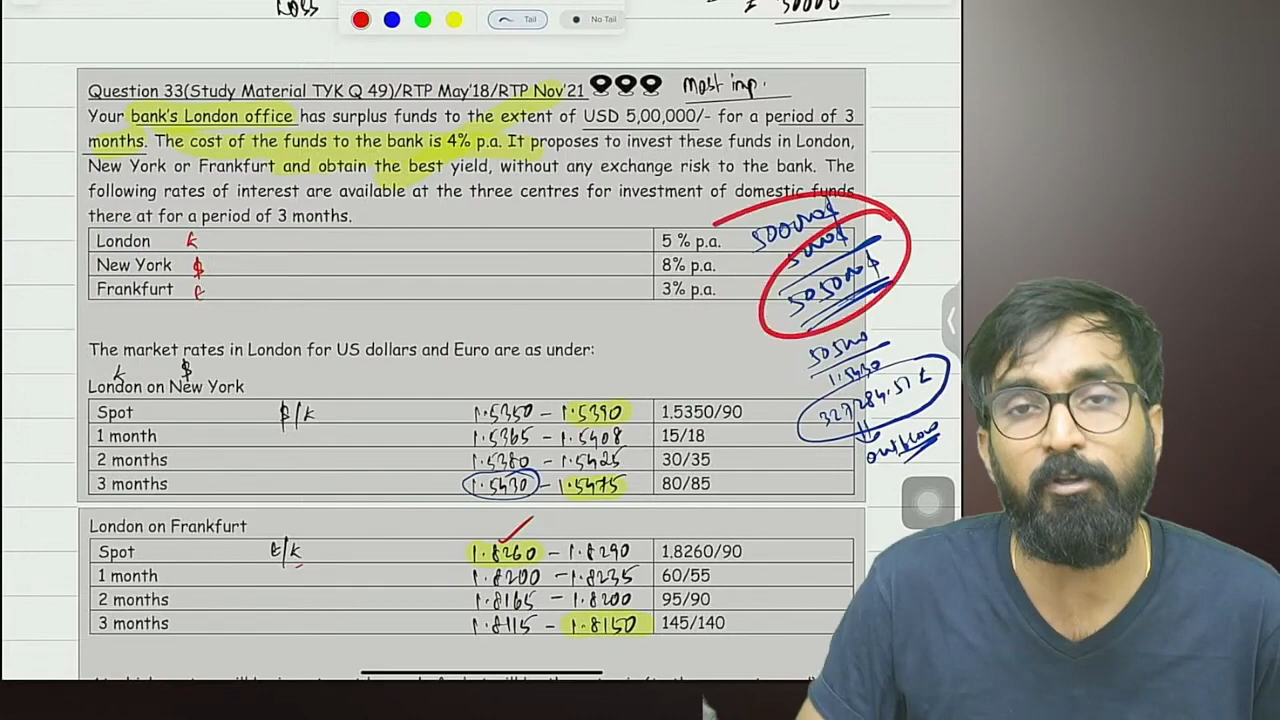 Loss
Tail
No Tail
Question 33(Study Material TYK Q 49)/RTP May'18/RTP Nov'21 Most imp.
Your bank's London office has surplus funds to the extent of USD 5,00,000/- for a period of 3
months. The cost of the funds to the bank is 4% p.a. It proposes to invest these funds in London,
New York or Frankfurt and obtain the best yield, without any exchange risk to the bank. The
following rates of interest are available at the three centres for investment of domestic funds
there at for a period of 3 months.
London £ 5 % p.a.
New York $ 8% p.a.
Frankfurt € 3% p.a.
500000$
5000$
505000$
505000
1.5430
327284.51 £
outflow
The market rates in London for US dollars and Euro are as under:
£ $
London on New York
Spot $/£ 1.5350 - 1.5390 1.5350/90
1 month 1.5365 - 1.5408 15/18
2 months 1.5380 - 1.5425 30/35
3 months 1.5430 - 1.5475 80/85
London on Frankfurt
Spot €/£ 1.8260 - 1.8290 1.8260/90
1 month 1.8200 - 1.8235 60/55
2 months 1.8165 - 1.8200 95/90
3 months 1.8115 - 1.8150 145/140